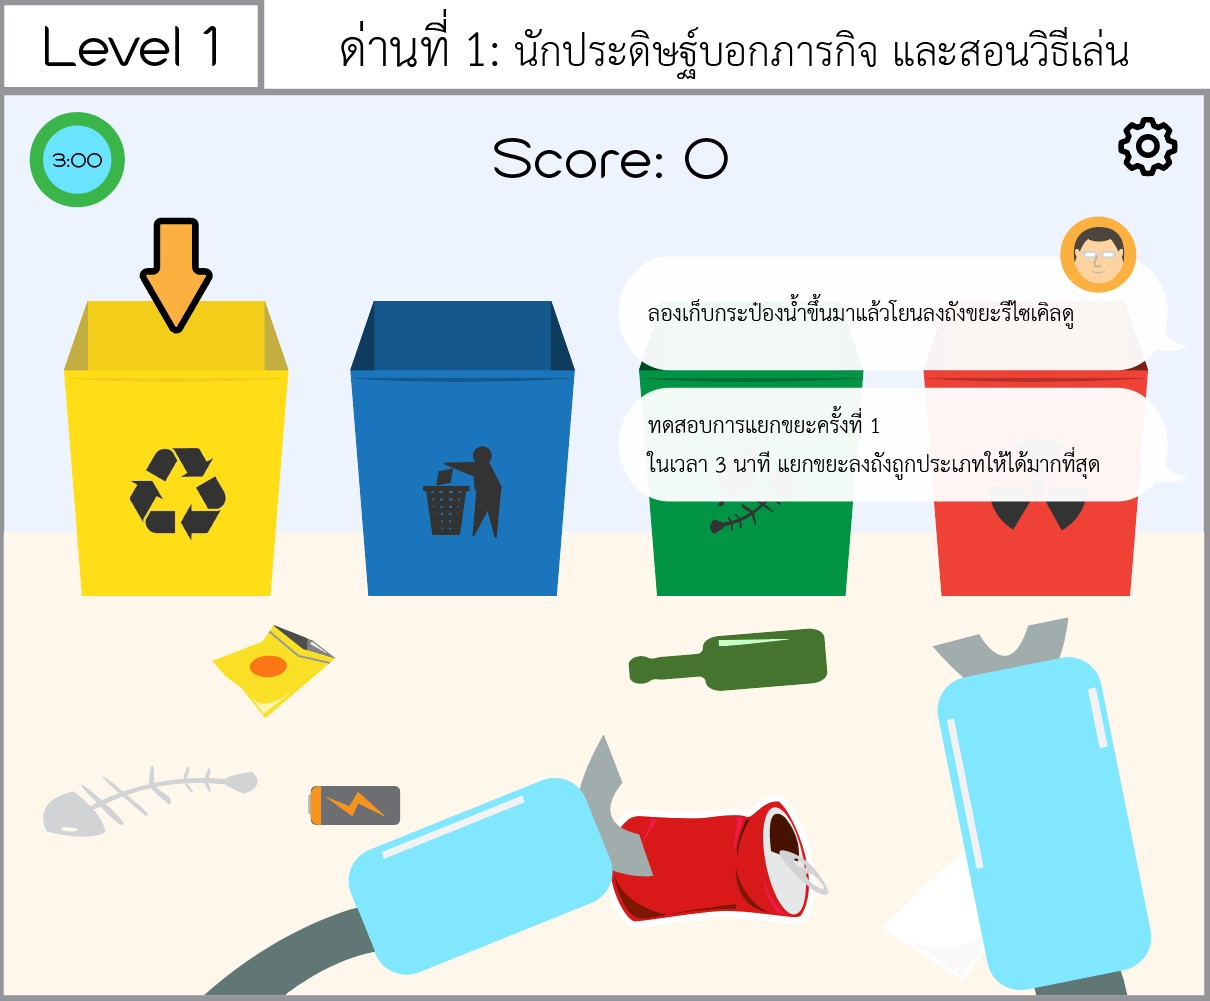 Level 1
ด่านที่ 1: นักประดิษฐ์บอกภารกิจ และสอนวิธีเล่น
3:00
Score: 0
ลองเก็บกระป๋องน้ำขึ้นมาแล้วโยนลงถังขยะรีไซเคิลดู
ทดสอบการแยกขยะครั้งที่ 1
ในเวลา 3 นาที แยกขยะลงถังถูกประเภทให้ได้มากที่สุด